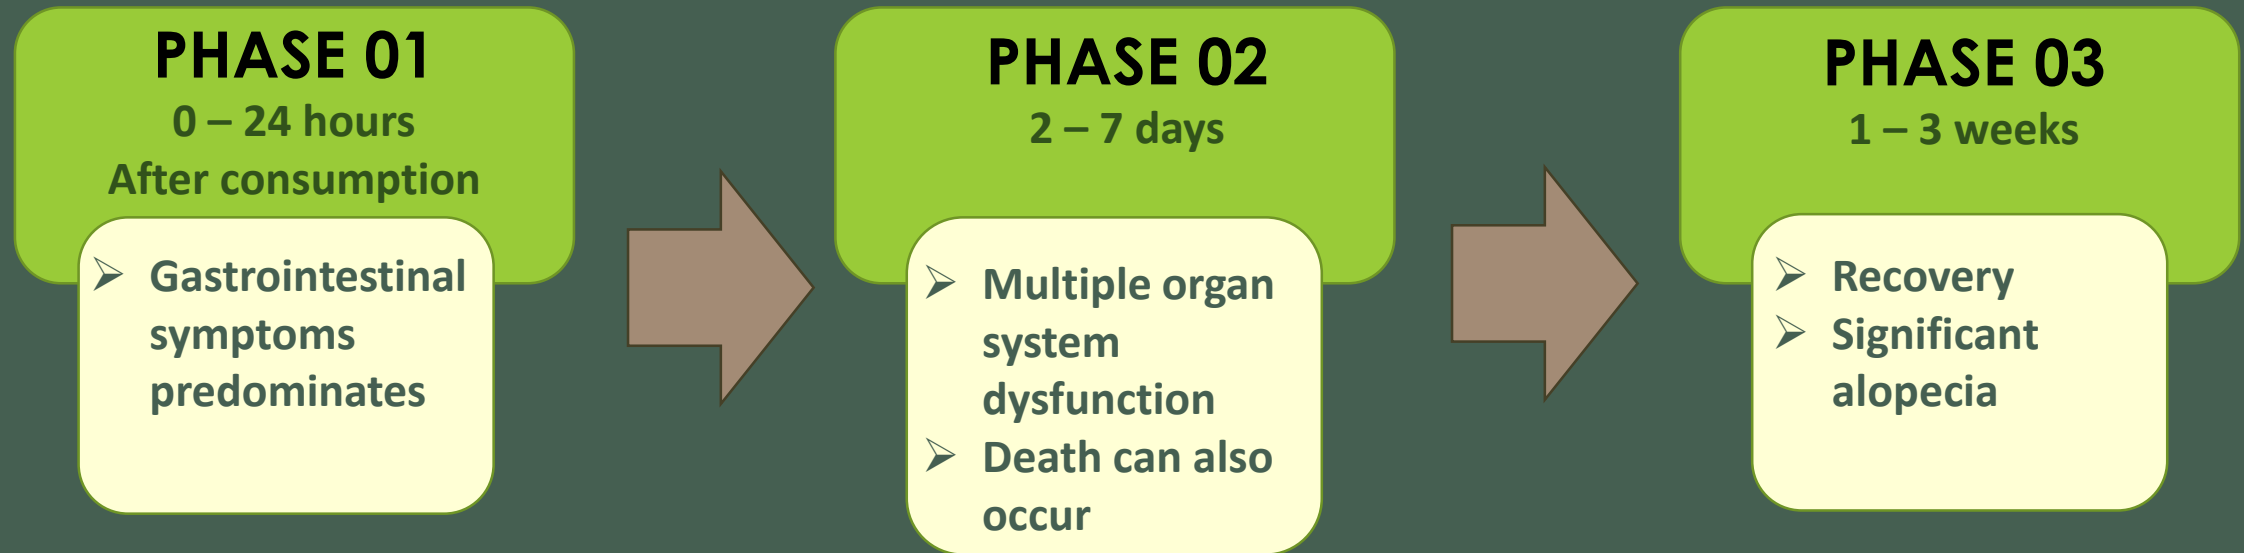 PHASE 01
0 – 24 hours
After consumption
➢ Gastrointestinal
symptoms
predominates
PHASE 02
2 – 7 days
➢ Multiple organ
system
dysfunction
➢ Death can also
occur
PHASE 03
1 – 3 weeks
➢ Recovery
➢ Significant
alopecia